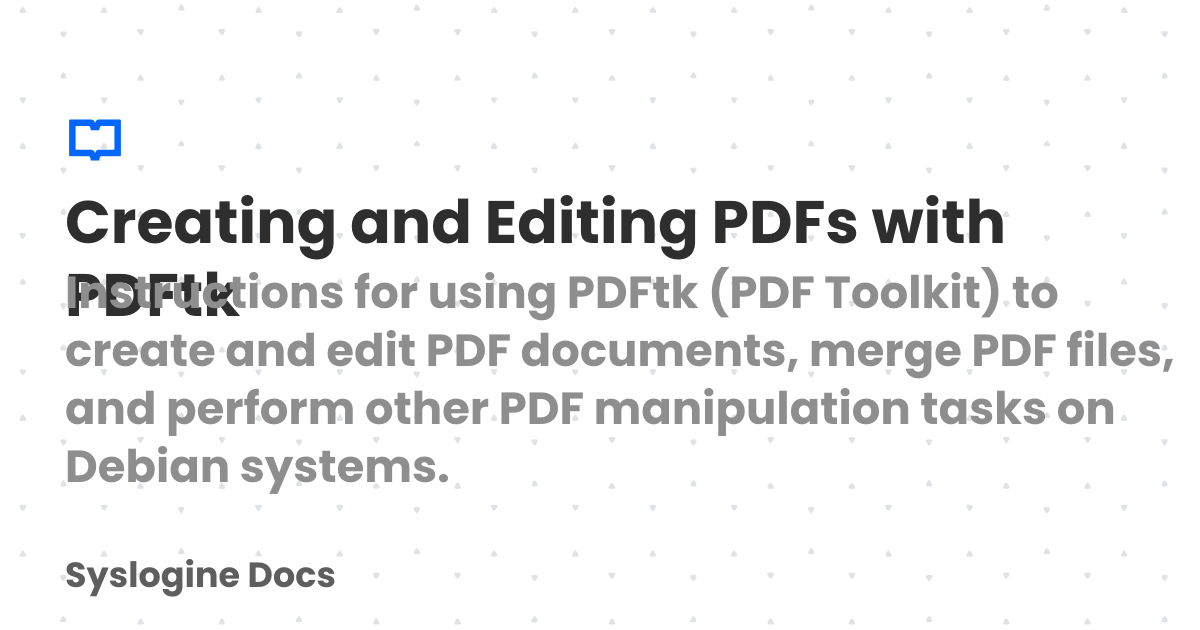 Creating and Editing PDFs with
PDFtk
Instructions for using PDFtk (PDF Toolkit) to
create and edit PDF documents, merge PDF files,
and perform other PDF manipulation tasks on
Debian systems.
Syslogine Docs